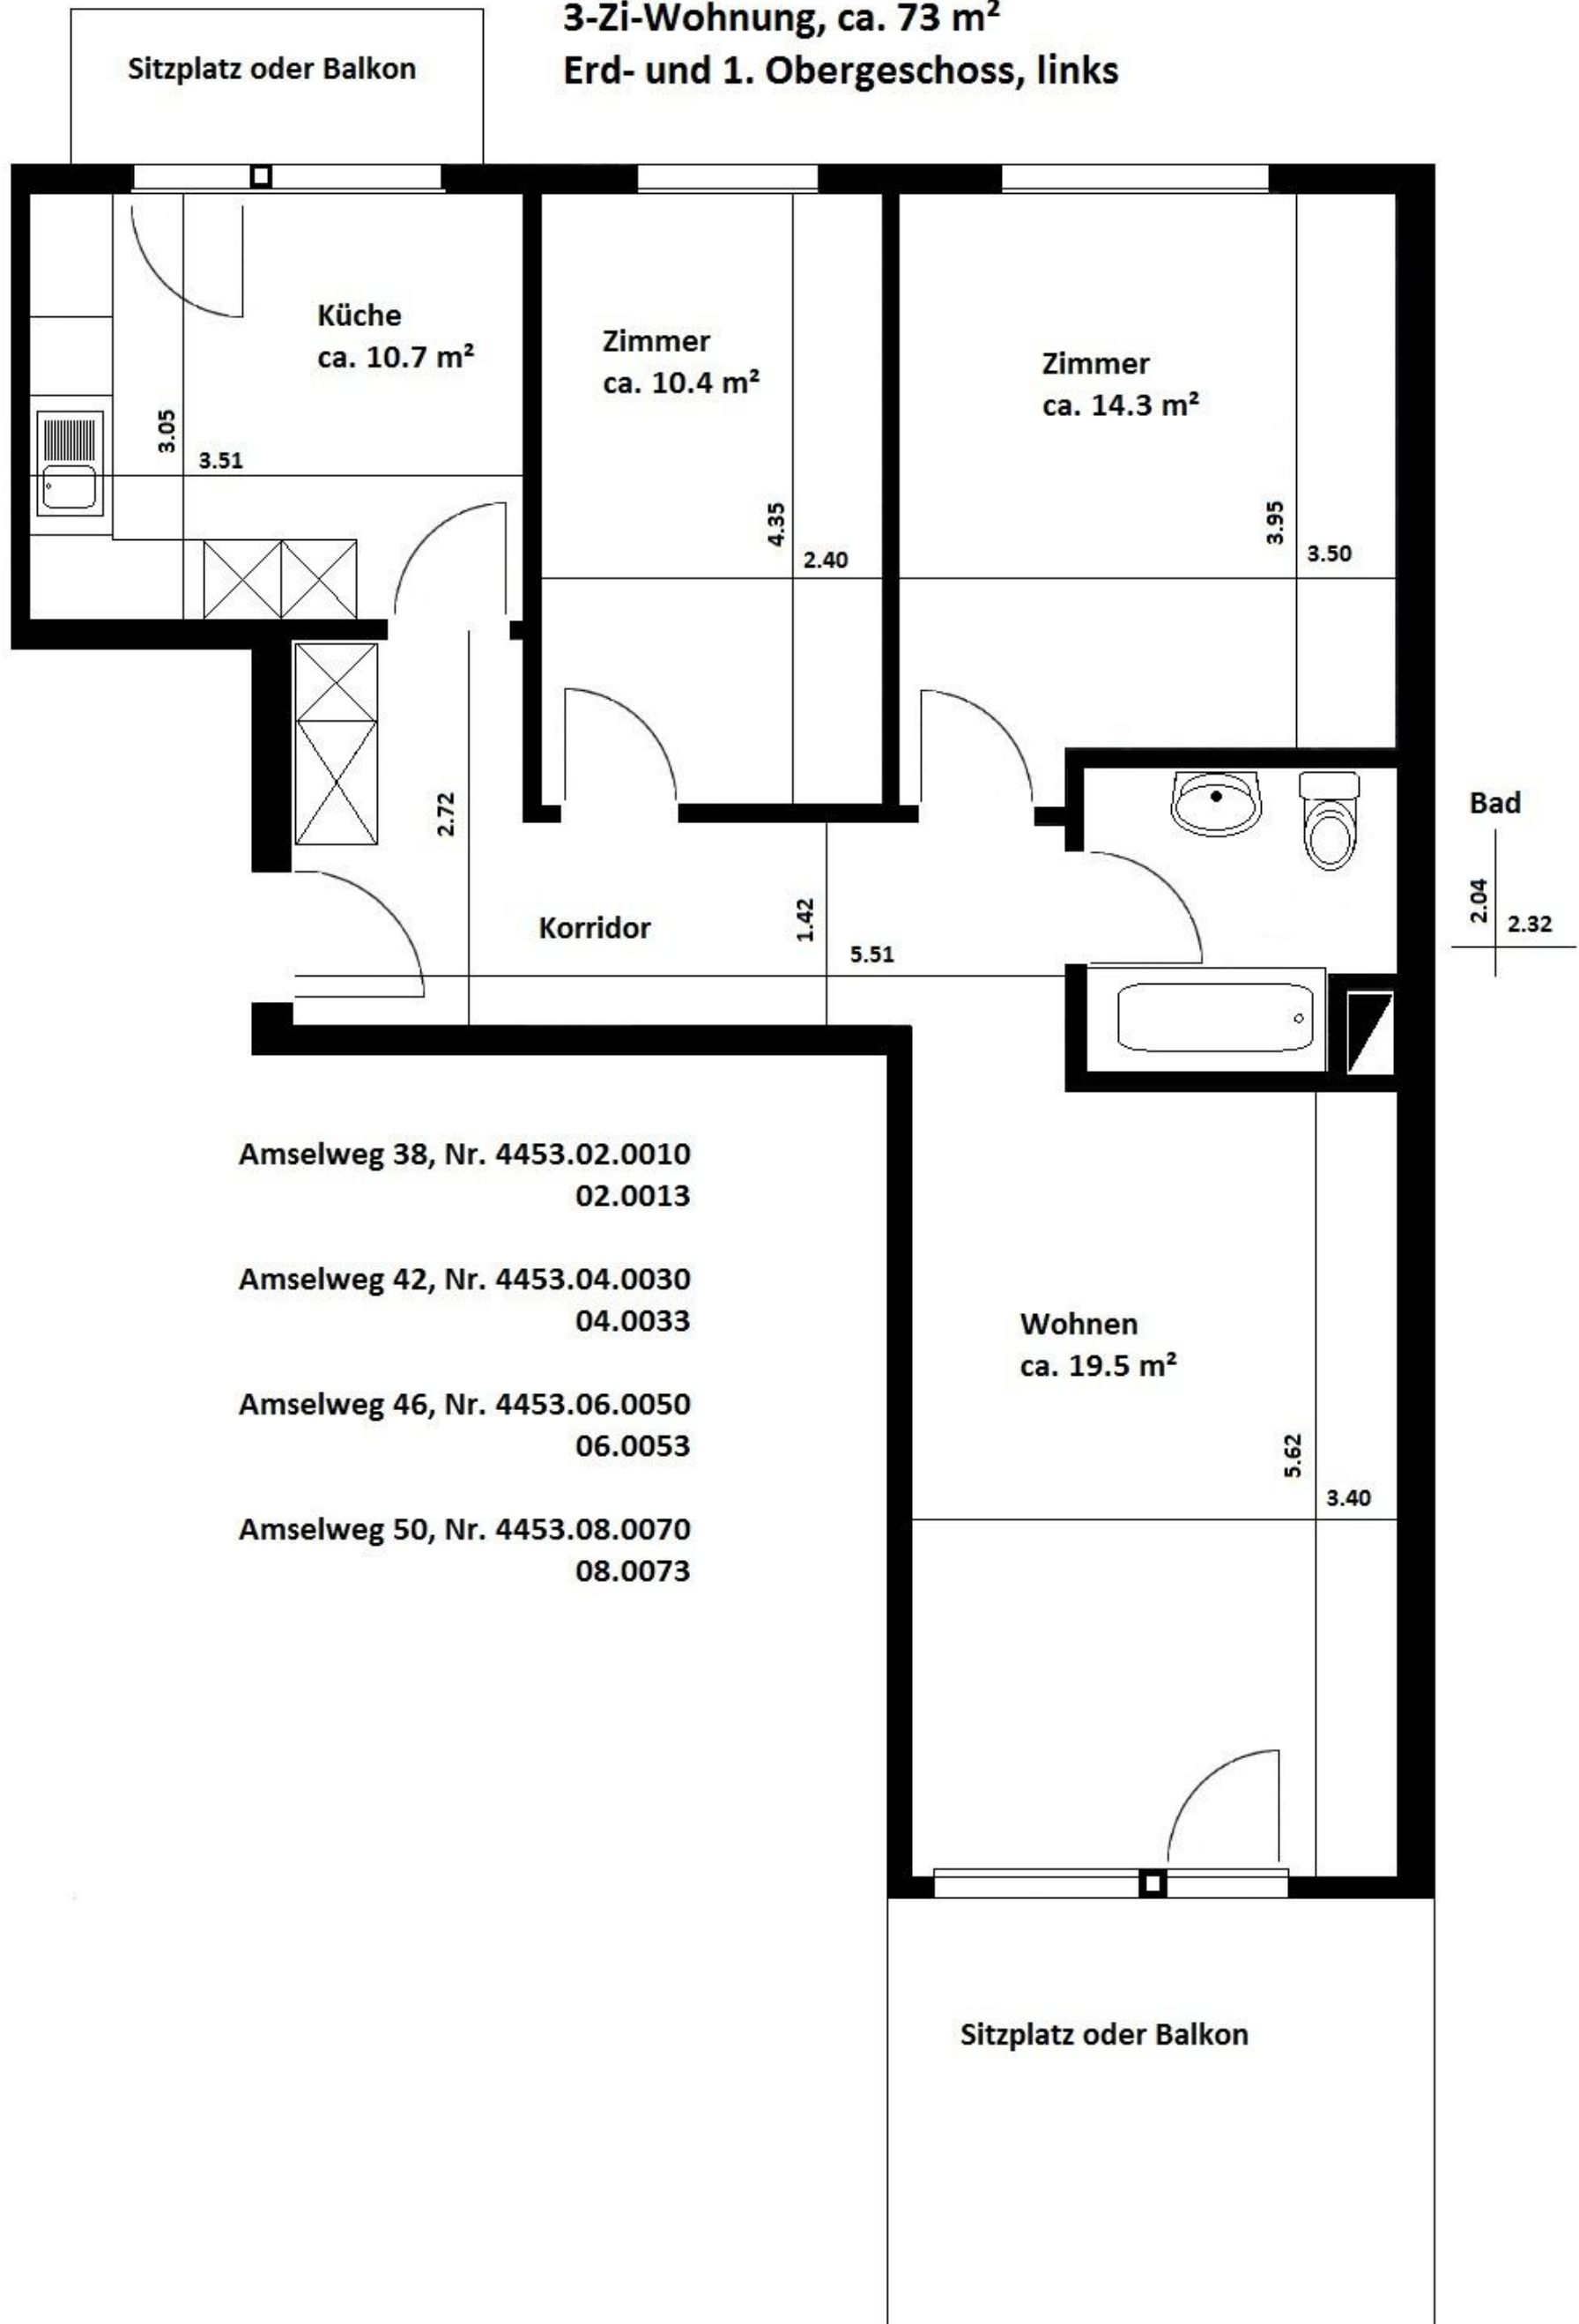 3-Zi-Wohnung, ca. 73 m²
Erd- und 1. Obergeschoss, links
Sitzplatz oder Balkon
Küche
ca. 10.7 m²
Zimmer
ca. 10.4 m²
Zimmer
ca. 14.3 m²
3.05
3.51
4.35
2.40
3.95
3.50
2.72
Korridor
1.42
5.51
Bad
2.04
2.32
Amselweg 38, Nr. 4453.02.0010
02.0013
Amselweg 42, Nr. 4453.04.0030
04.0033
Amselweg 46, Nr. 4453.06.0050
06.0053
Amselweg 50, Nr. 4453.08.0070
08.0073
Wohnen
ca. 19.5 m²
5.62
3.40
Sitzplatz oder Balkon